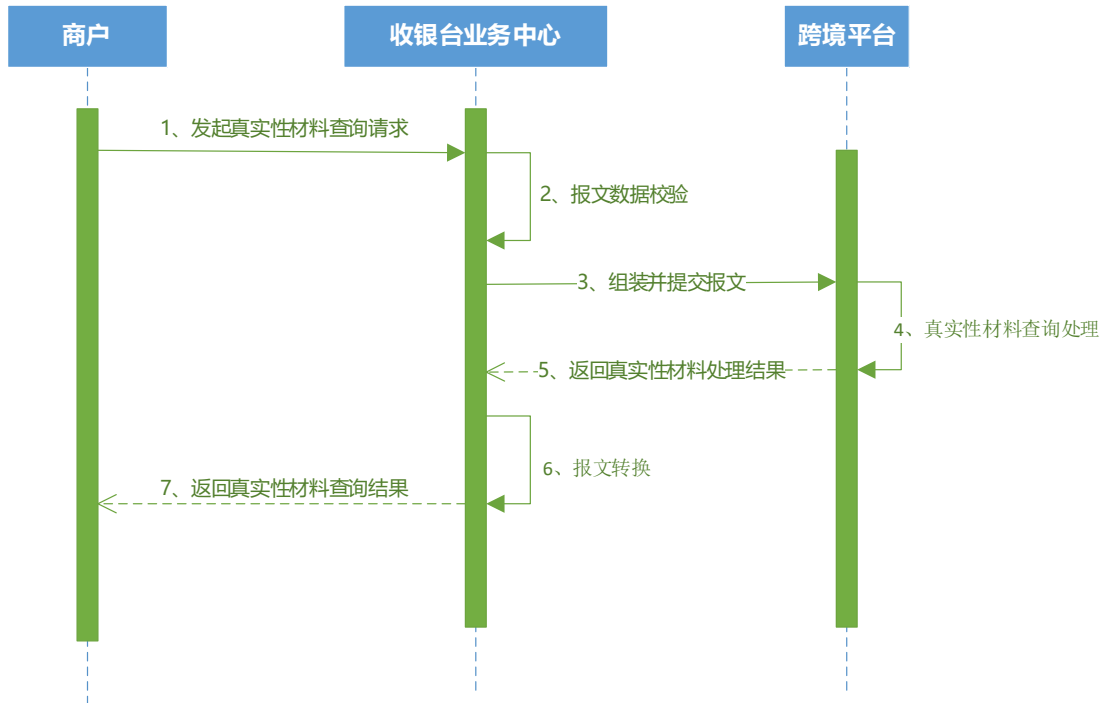 商户
收银台业务中心
跨境平台
1、发起真实性材料查询请求
2、报文数据校验
3、组装并提交报文
4、真实性材料查询处理
5、返回真实性材料处理结果
6、报文转换
7、返回真实性材料查询结果